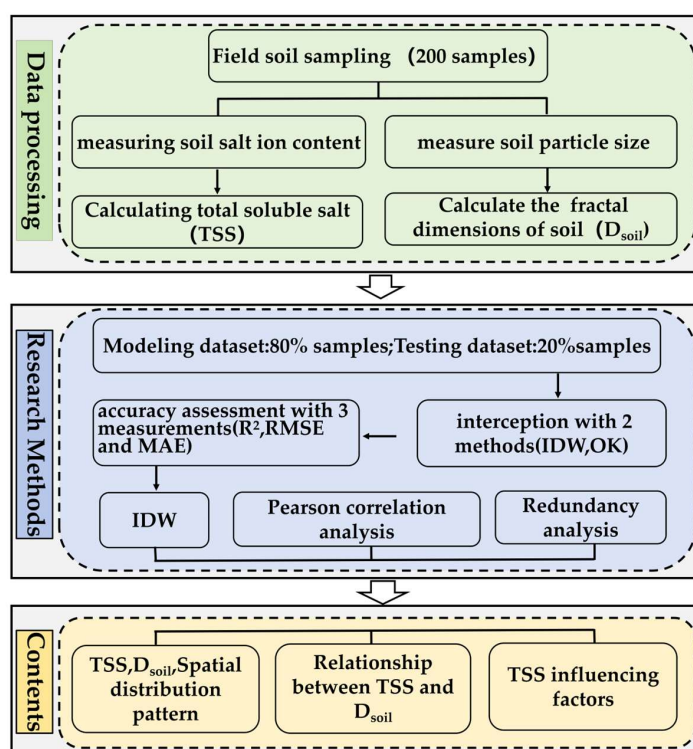 Data processing
Field soil sampling (200 samples)
measuring soil salt ion content
measure soil particle size
Calculating total soluble salt
(TSS)
Calculate the fractal
dimensions of soil (Dsoil)
Research Methods
Modeling dataset:80% samples;Testing dataset:20%samples
accuracy assessment with 3
measurements(R²,RMSE
and MAE)
interception with 2
methods(IDW,OK)
IDW
Pearson correlation
analysis
Redundancy
analysis
Contents
TSS,Dsoil,Spatial
distribution
pattern
Relationship
between TSS and
Dsoil
TSS influencing
factors